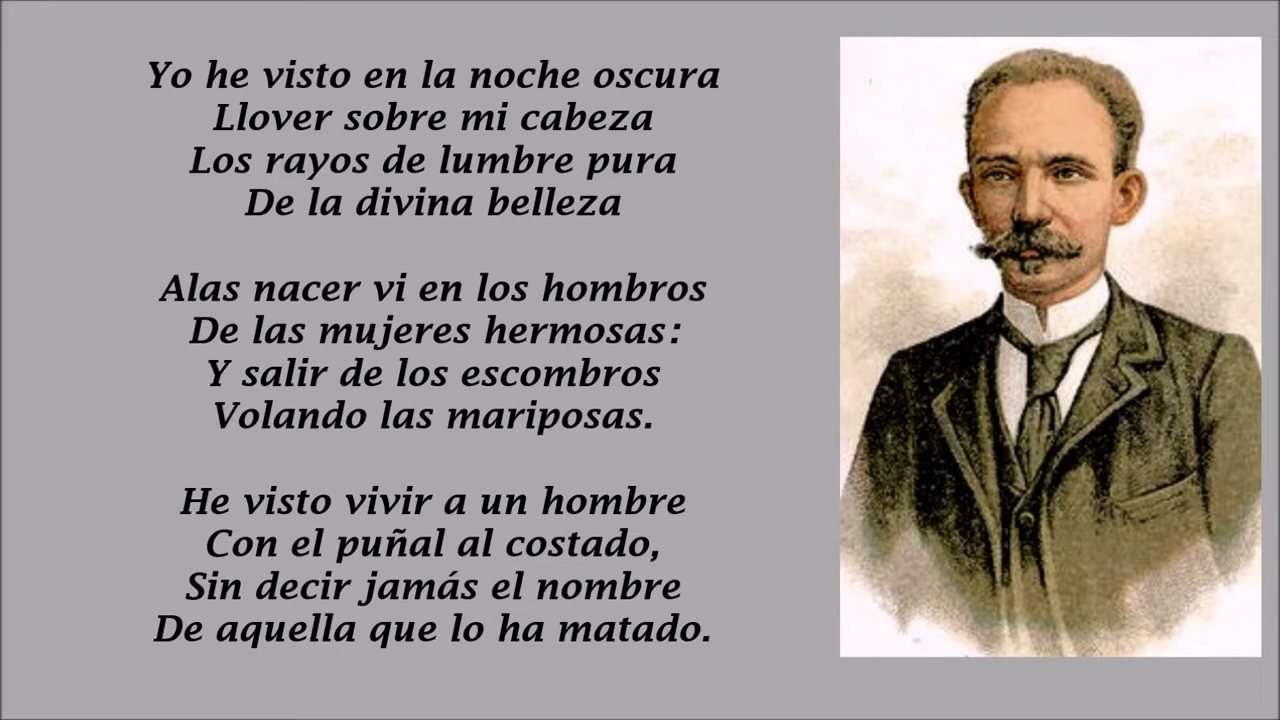 Yo he visto en la noche oscura
Llover sobre mi cabeza
Los rayos de lumbre pura
De la divina belleza
Alas nacer vi en los hombros
De las mujeres hermosas:
Y salir de los escombros
Volando las mariposas.
He visto vivir a un hombre
Con el puñal al costado,
Sin decir jamás el nombre
De aquella que lo ha matado.